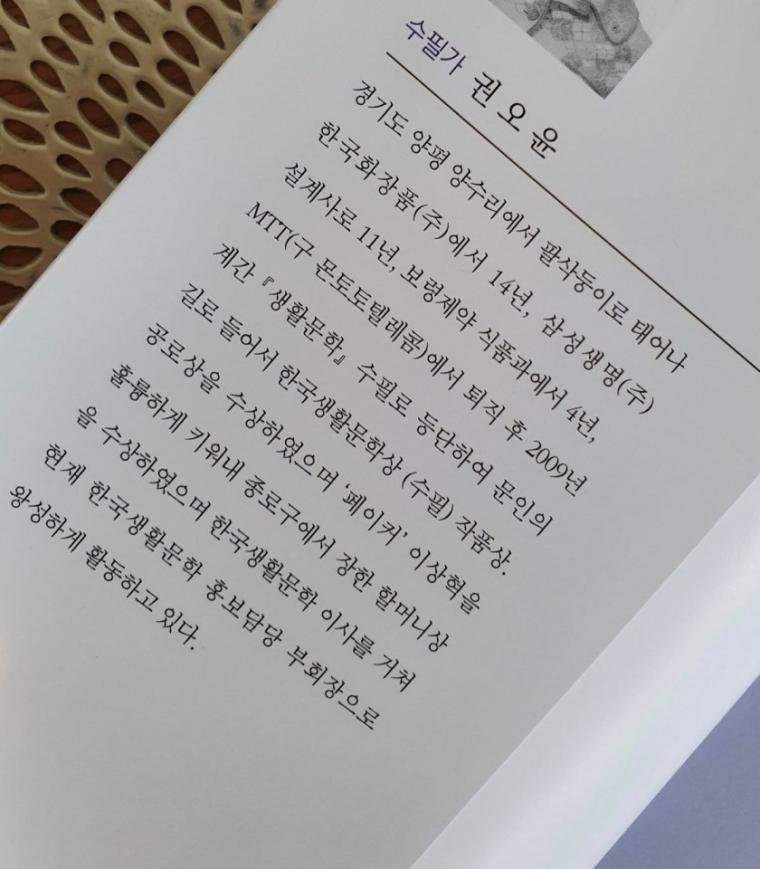 수필가 권오윤
경기도 양평 양수리에서 팔삭둥이로 태어나
한국화장품(주)에서 14년, 삼성생명(주)
설계사로 11년, 보령제약 식품과에서 4년,
MTT(구 몬토토텔레콤)에서 퇴직 후 2009년
계간 『생활문학』 수필로 등단하여 문인의
길로 들어서 한국생활문학상 (수필) 작품상.
공로상을 수상하였으며 '페이커' 이상혁을
훌륭하게 키워내 종로구에서 장한 할머니상
을 수상하였으며 한국생활문학 이사를 거쳐
현재 한국생활문학 홍보담당 부회장으로
왕성하게 활동하고 있다.